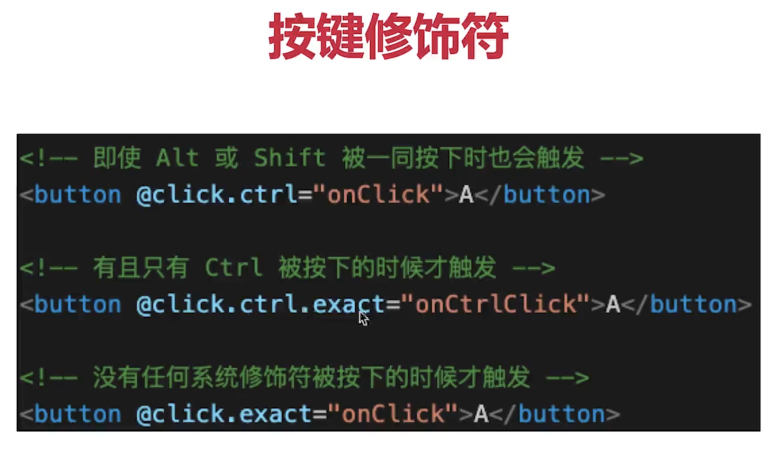 按键修饰符
<!-- 即使 Alt 或 Shift 被一同按下时也会触发 -->
<button @click.ctrl="onClick">A</button>
<!-- 有且只有 Ctrl 被按下的时候才触发 -->
<button @click.ctrl.exact="onCtrlClick">A</button>
<!-- 没有任何系统修饰符被按下的时候才触发 -->
<button @click.exact="onClick">A</button>